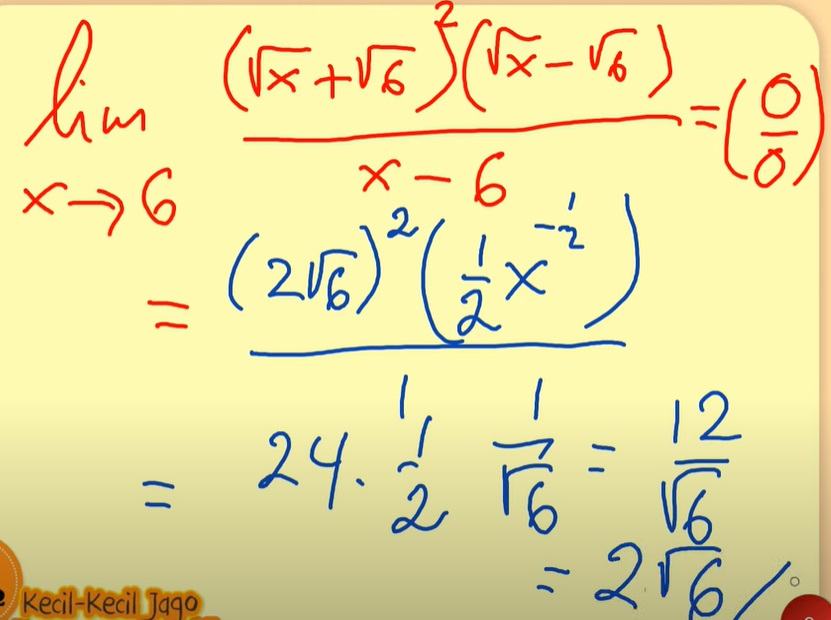 lim x→6 (√x + √6)²(√x − √6) / x − 6 = (0/0)
= (2√6)²(1/2 x^(-1/2)) / 1
= 24 · 1/2 1/√6 = 12/√6
= 2√6
Kecil-Kecil Jago